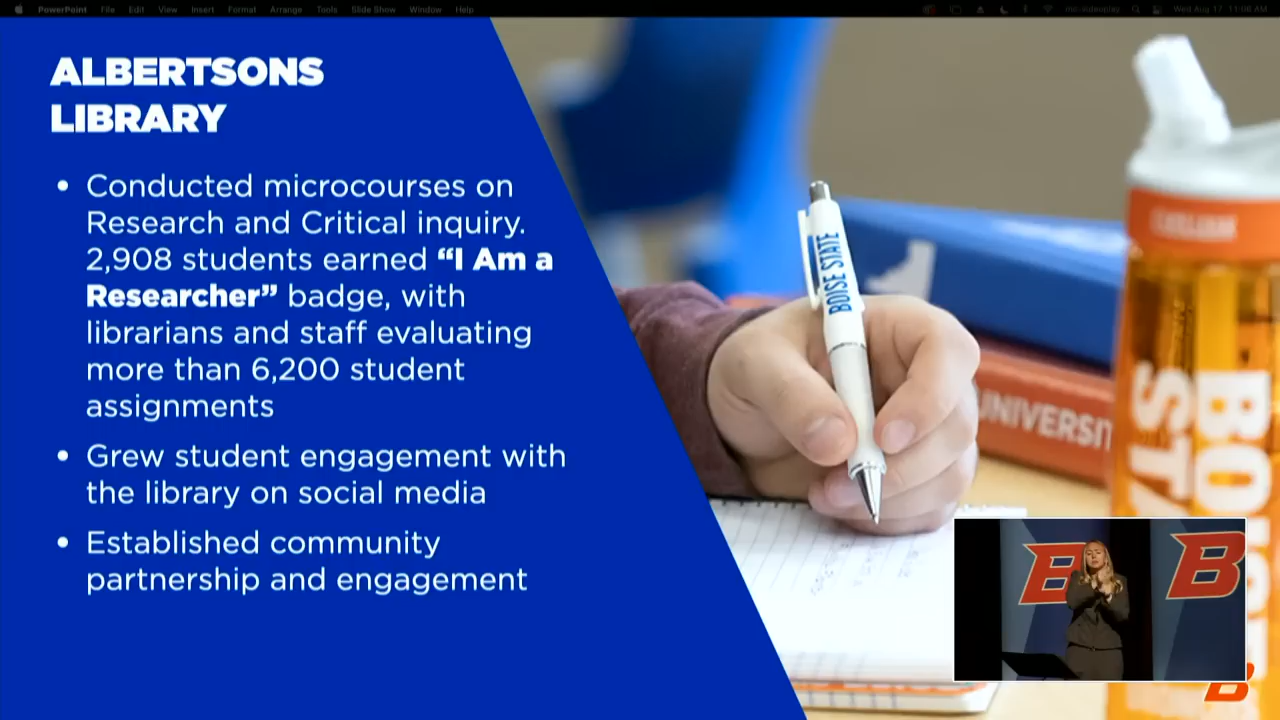 PowerPoint File Edit View Insert Format Arrange Tools Slide Show Window Help
Wed Aug 17 11:06 AM
ALBERTSONS
LIBRARY
• Conducted microcourses on
Research and Critical inquiry.
2,908 students earned “I Am a
Researcher” badge, with
librarians and staff evaluating
more than 6,200 student
assignments
• Grew student engagement with
the library on social media
• Established community
partnership and engagement
BOISE STATE
UNIVERSIT
B
B
B